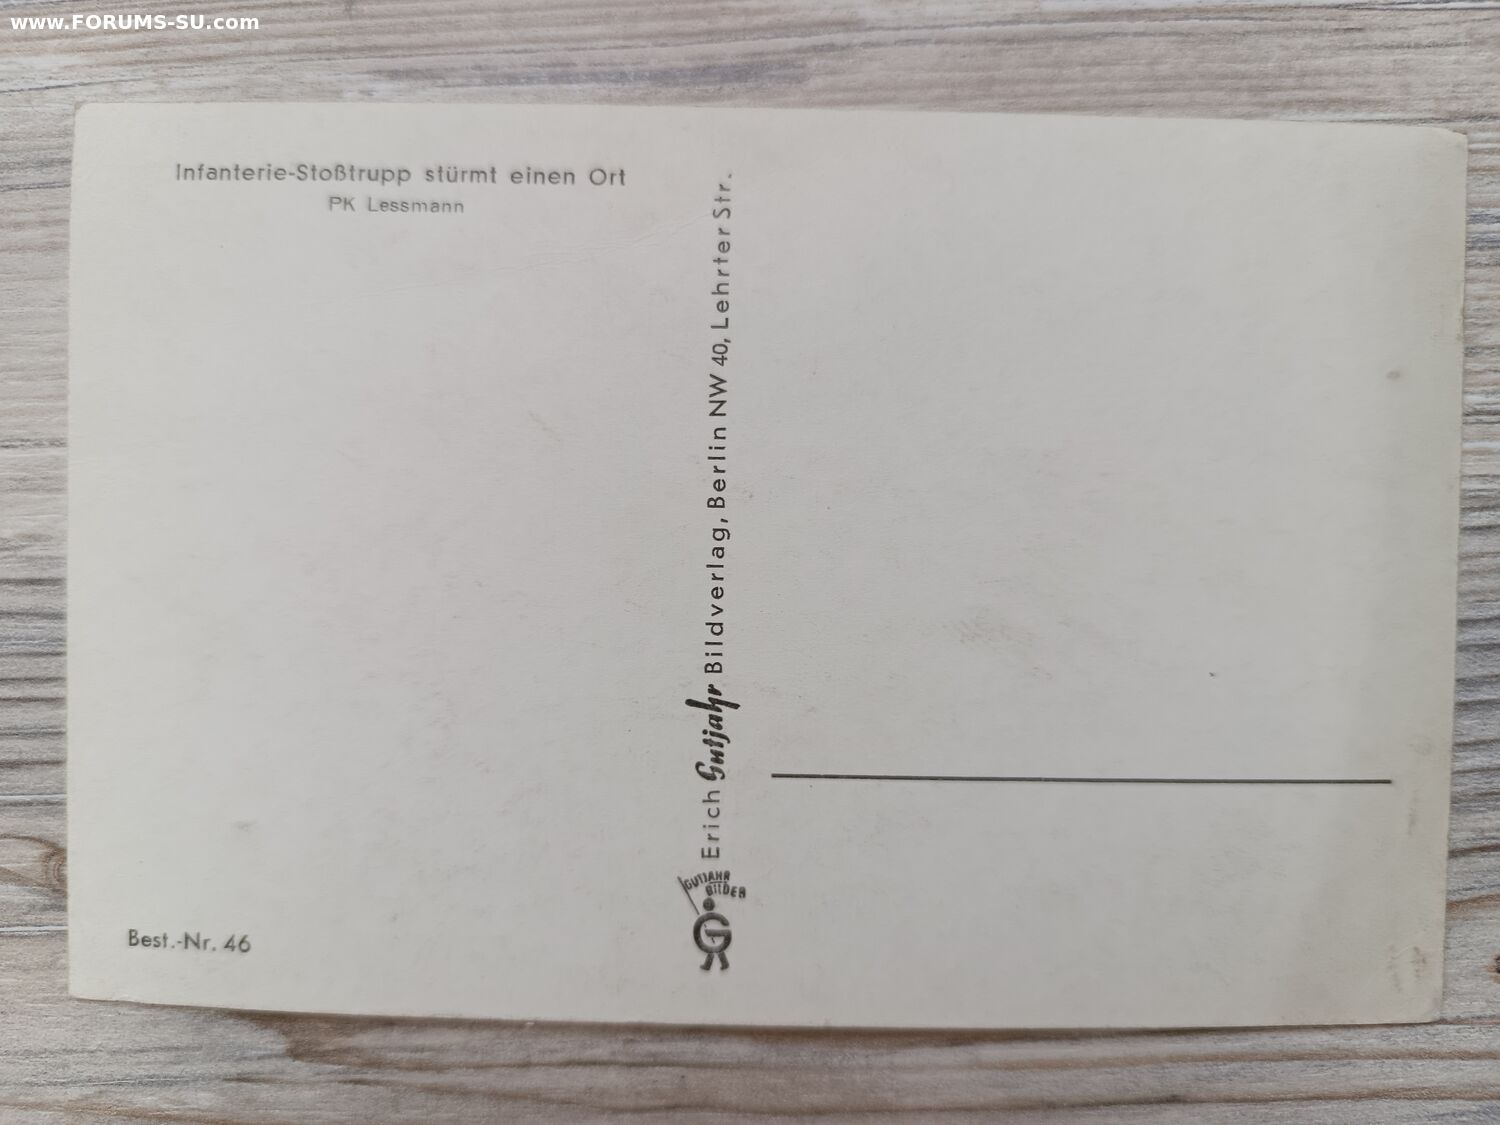 www.FORUMS-SU.com
Infanterie-Stoßtrupp stürmt einen Ort
PK Lessmann
Erich Gutjahr Bildverlag, Berlin NW 40, Lehrter Str.
GUTJAHR
BILDER
G
Best.-Nr. 46